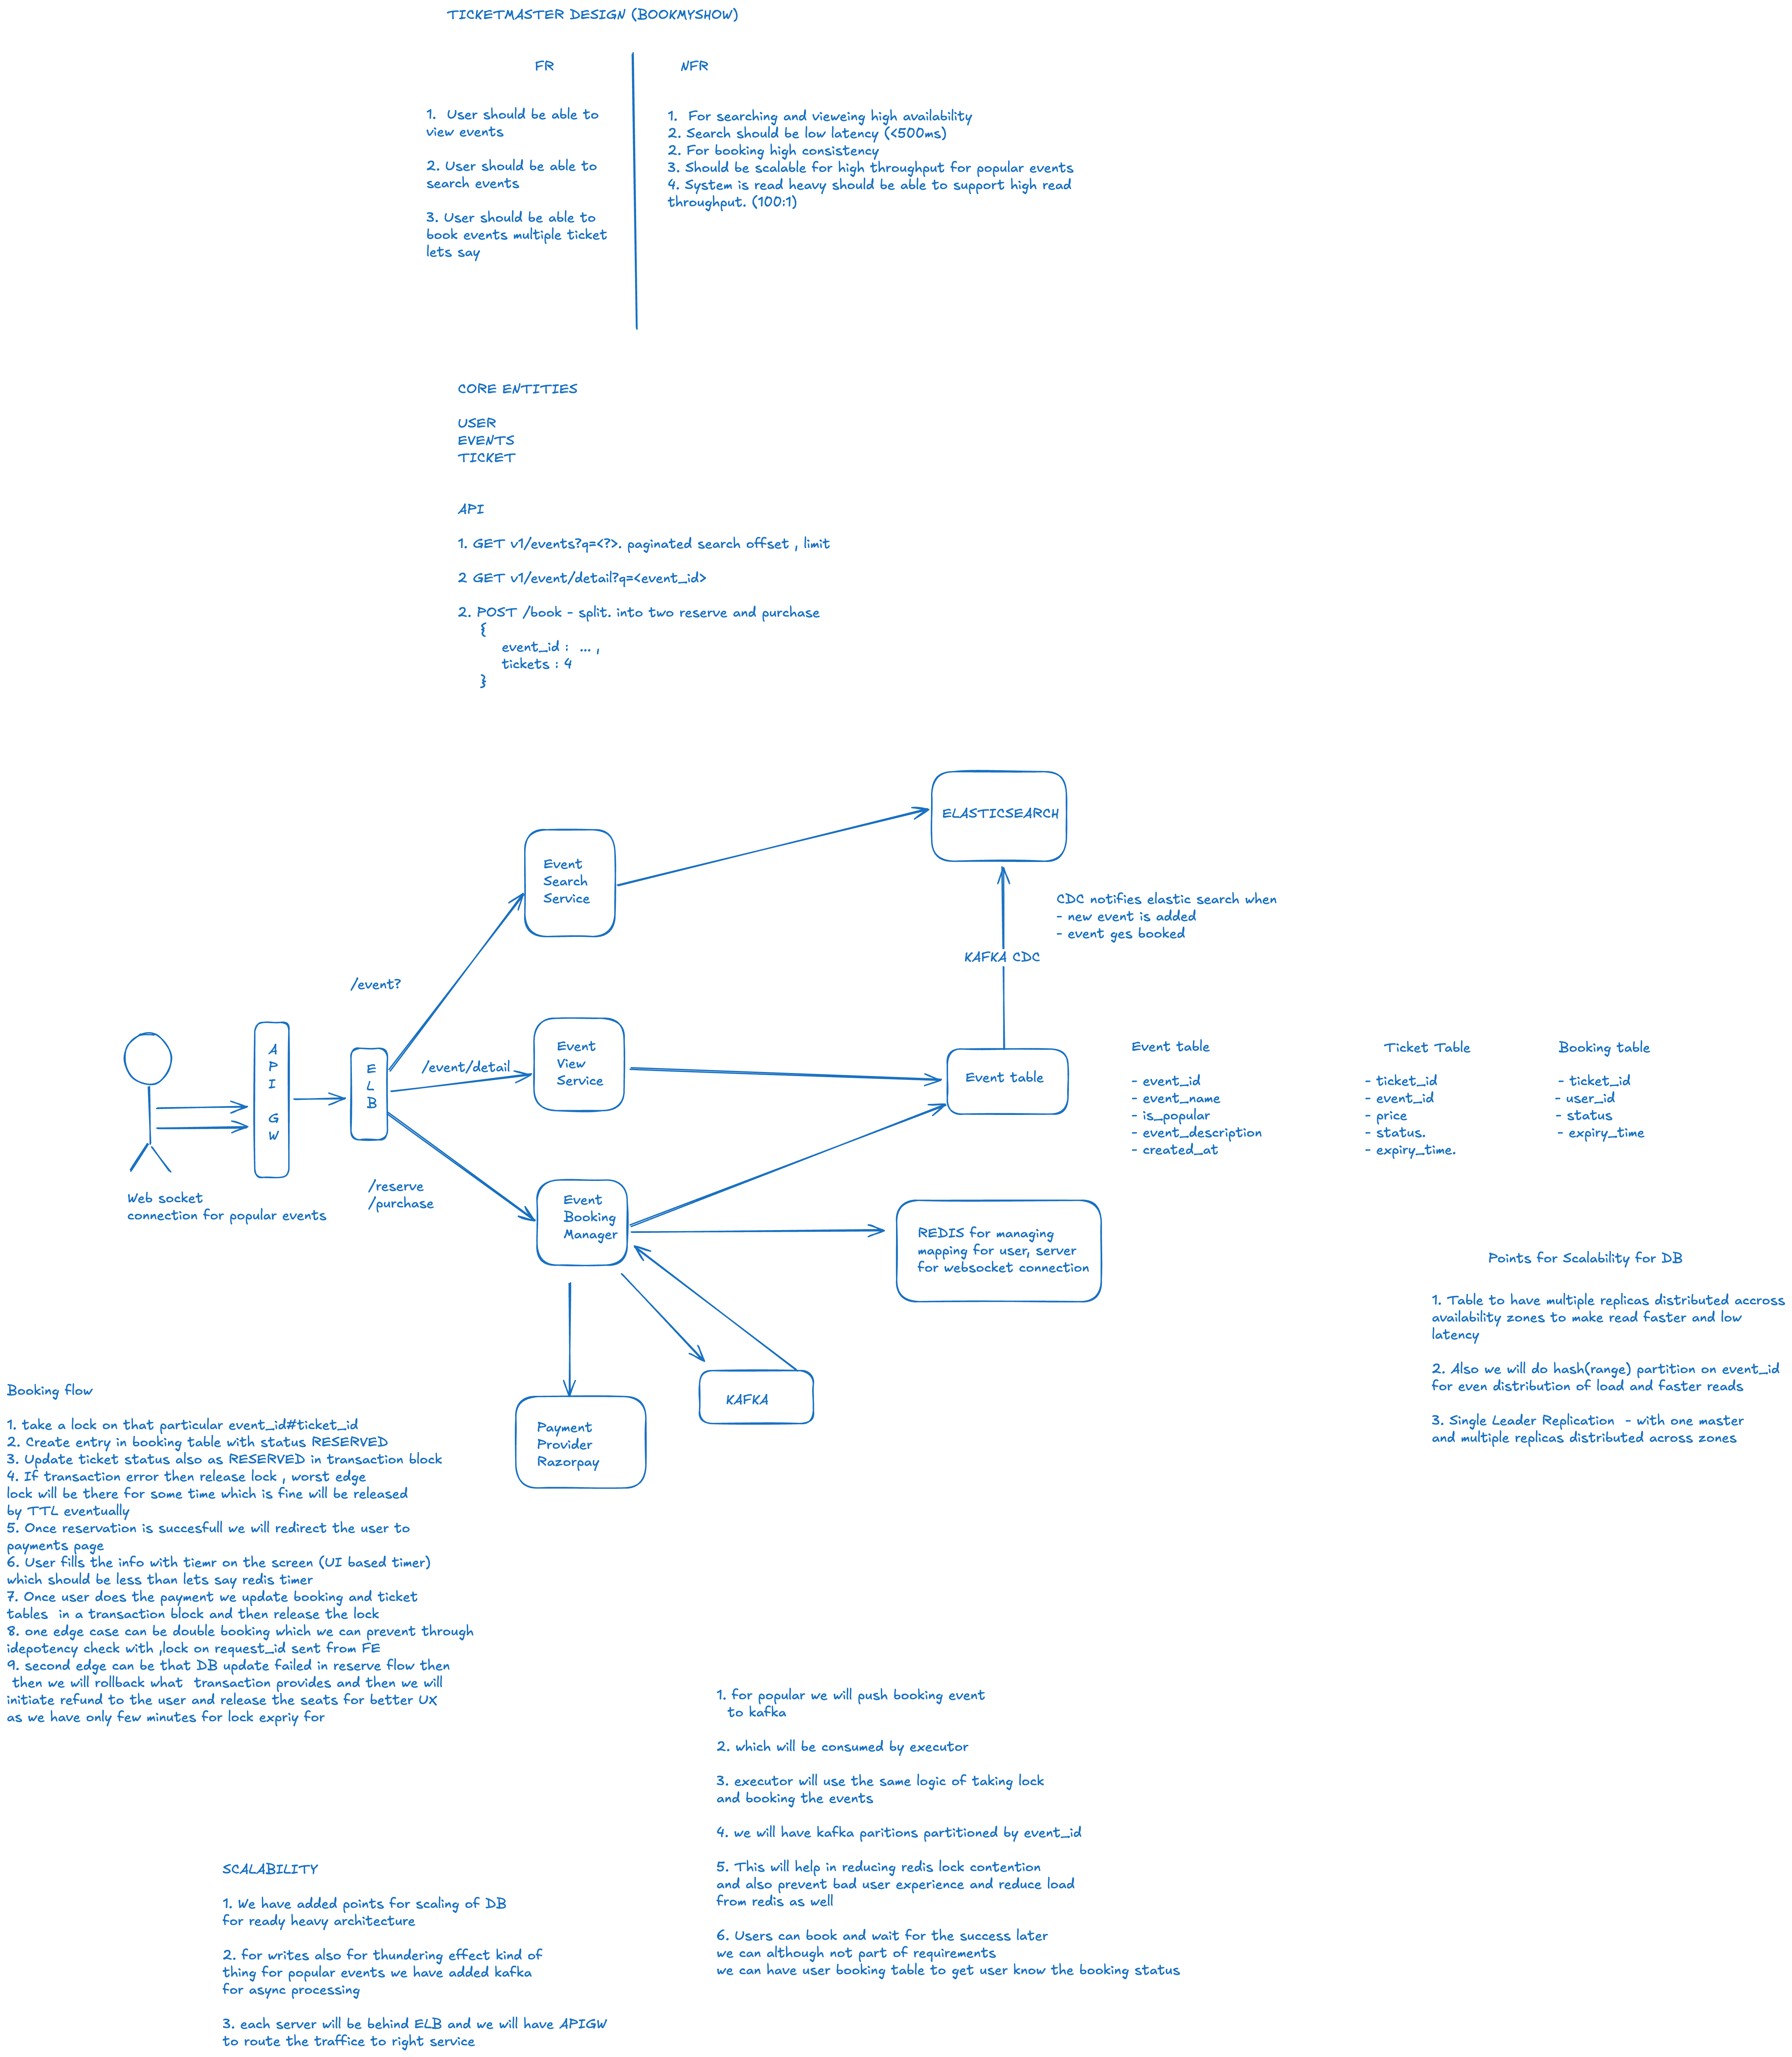 TICKETMASTER DESIGN (BOOKMYSHOW)
FR
NFR
1. User should be able to
view events
2. User should be able to
search events
3. User should be able to
book events multiple ticket
lets say
1. For searching and vieweing high availability
2. Search should be low latency (<500ms)
2. For booking high consistency
3. Should be scalable for high throughput for popular events
4. System is read heavy should be able to support high read
throughput. (100:1)
CORE ENTITIES
USER
EVENTS
TICKET
API
1. GET v1/events?q=<?>. paginated search offset , limit
2 GET v1/event/detail?q=<event_id>
2. POST /book - split. into two reserve and purchase
{
event_id : ... ,
tickets : 4
}
ELASTICSEARCH
Event
Search
Service
CDC notifies elastic search when
- new event is added
- event ges booked
KAFKA CDC
/event?
API GW
ELB
/event/detail
Event
View
Service
Event table
Event table
- event_id
- event_name
- is_popular
- event_description
- created_at
Ticket Table
- ticket_id
- event_id
- price
- status.
- expiry_time.
Booking table
- ticket_id
- user_id
- status
- expiry_time
Web socket
connection for popular events
/reserve
/purchase
Event
Booking
Manager
REDIS for managing
mapping for user, server
for websocket connection
Points for Scalability for DB
1. Table to have multiple replicas distributed accross
availability zones to make read faster and low
latency
2. Also we will do hash(range) partition on event_id
for even distribution of load and faster reads
3. Single Leader Replication - with one master
and multiple replicas distributed across zones
KAFKA
Payment
Provider
Razorpay
Booking flow
1. take a lock on that particular event_id#ticket_id
2. Create entry in booking table with status RESERVED
3. Update ticket status also as RESERVED in transaction block
4. If transaction error then release lock , worst edge
lock will be there for some time which is fine will be released
by TTL eventually
5. Once reservation is succesfull we will redirect the user to
payments page
6. User fills the info with tiemr on the screen (UI based timer)
which should be less than lets say redis timer
7. Once user does the payment we update booking and ticket
tables in a transaction block and then release the lock
8. one edge case can be double booking which we can prevent through
idepotency check with ,lock on request_id sent from FE
9. second edge can be that DB update failed in reserve flow then
then we will rollback what transaction provides and then we will
initiate refund to the user and release the seats for better UX
as we have only few minutes for lock expriy for
1. for popular we will push booking event
to kafka
2. which will be consumed by executor
3. executor will use the same logic of taking lock
and booking the events
4. we will have kafka paritions partitioned by event_id
5. This will help in reducing redis lock contention
and also prevent bad user experience and reduce load
from redis as well
6. Users can book and wait for the success later
we can although not part of requirements
we can have user booking table to get user know the booking status
SCALABILITY
1. We have added points for scaling of DB
for ready heavy architecture
2. for writes also for thundering effect kind of
thing for popular events we have added kafka
for async processing
3. each server will be behind ELB and we will have APIGW
to route the traffice to right service